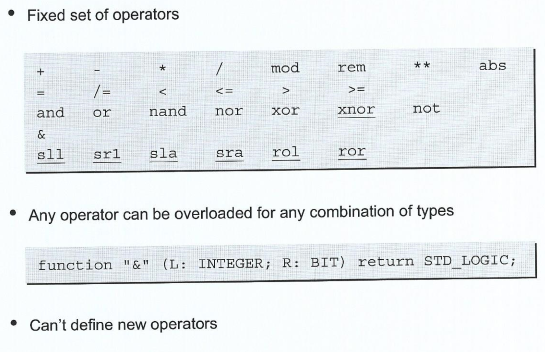 • Fixed set of operators
+ - * / mod rem ** abs
= /= < <= > >=
and or nand nor xor xnor not
&
sll srl sla sra rol ror
• Any operator can be overloaded for any combination of types
function "&" (L: INTEGER; R: BIT) return STD_LOGIC;
• Can't define new operators